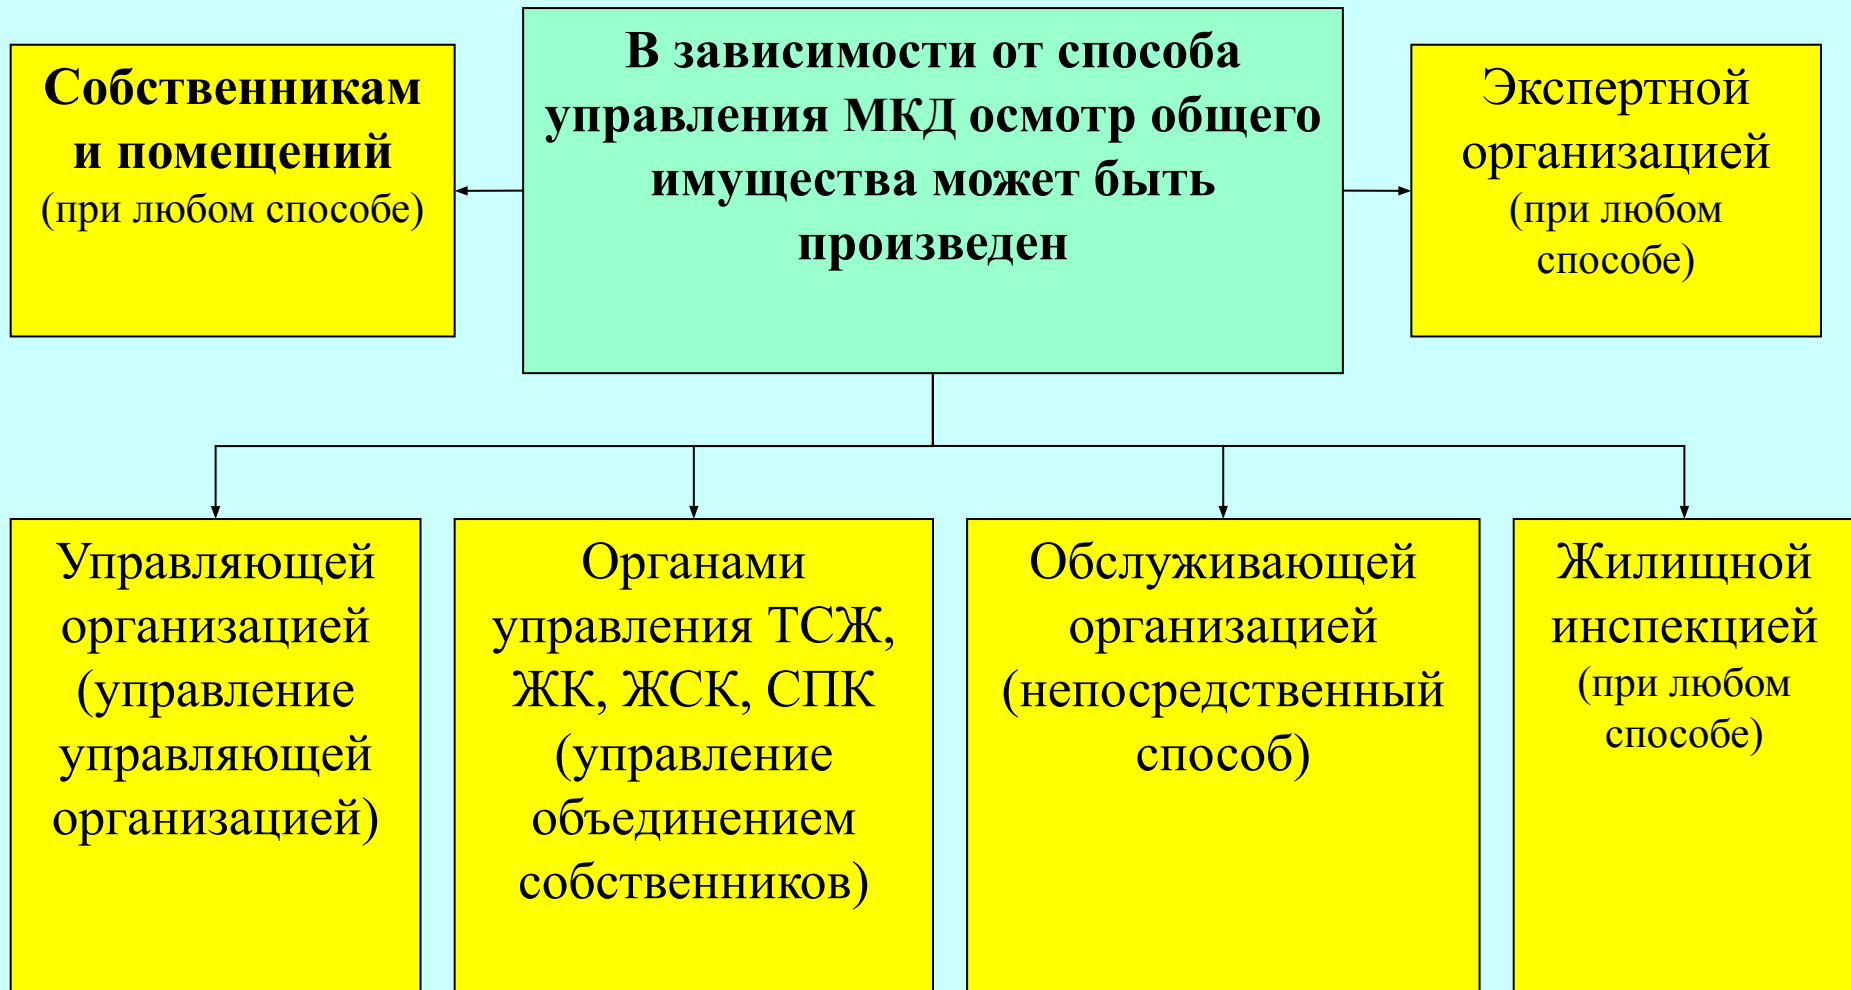 Собственникам
и помещений
(при любом способе)
В зависимости от способа
управления МКД осмотр общего
имущества может быть
произведен
Экспертной
организацией
(при любом
способе)
Управляющей
организацией
(управление
управляющей
организацией)
Органами
управления ТСЖ,
ЖК, ЖСК, СПК
(управление
объединением
собственников)
Обслуживающей
организацией
(непосредственный
способ)
Жилищной
инспекцией
(при любом
способе)